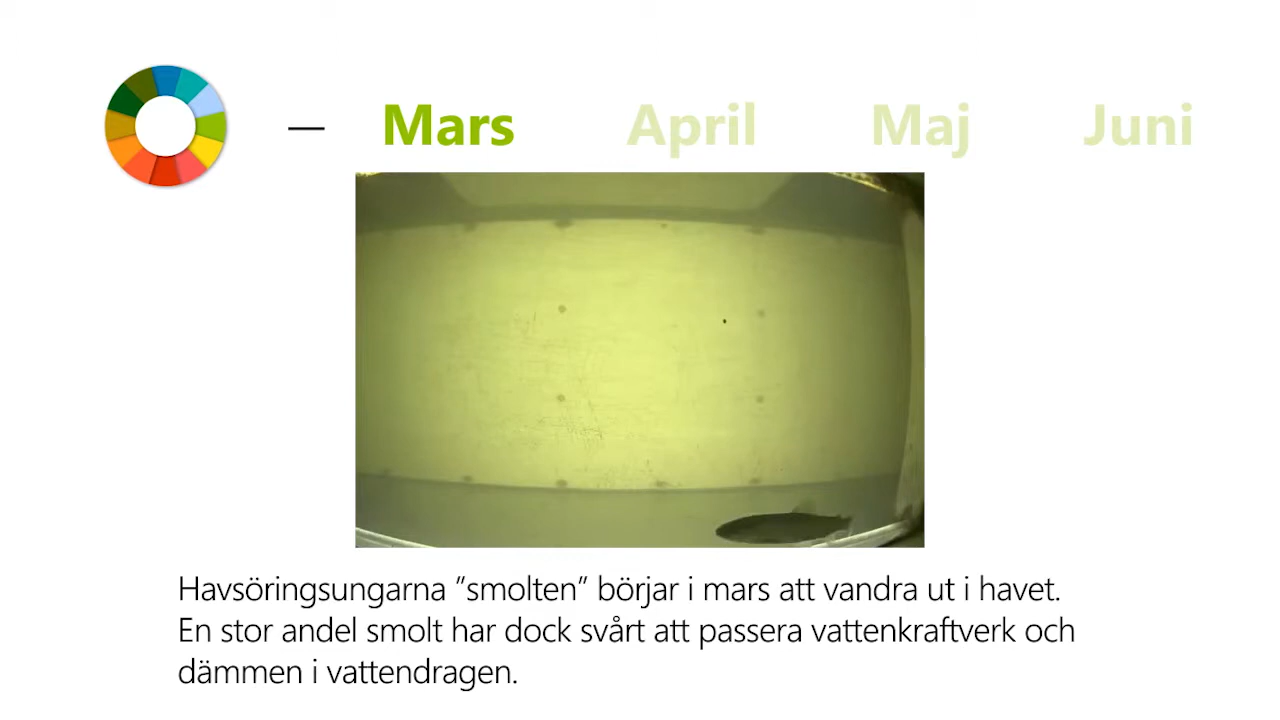 Mars April Maj Juni
Havsöringsungarna ”smolten” börjar i mars att vandra ut i havet.
En stor andel smolt har dock svårt att passera vattenkraftverk och
dämmen i vattendragen.